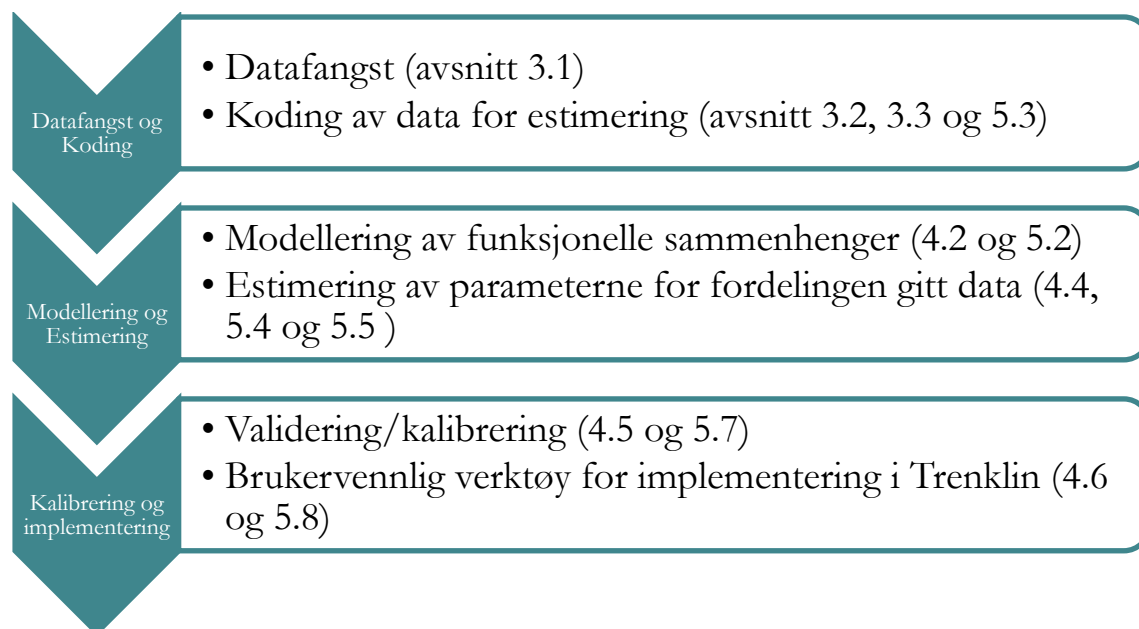 Datafangst og
Koding
• Datafangst (avsnitt 3.1)
• Koding av data for estimering (avsnitt 3.2, 3.3 og 5.3)
Modellering og
Estimering
• Modellering av funksjonelle sammenhenger (4.2 og 5.2)
• Estimering av parameterne for fordelingen gitt data (4.4,
5.4 og 5.5 )
Kalibrering og
implementering
• Validering/kalibrering (4.5 og 5.7)
• Brukervennlig verktøy for implementering i Trenklin (4.6
og 5.8)